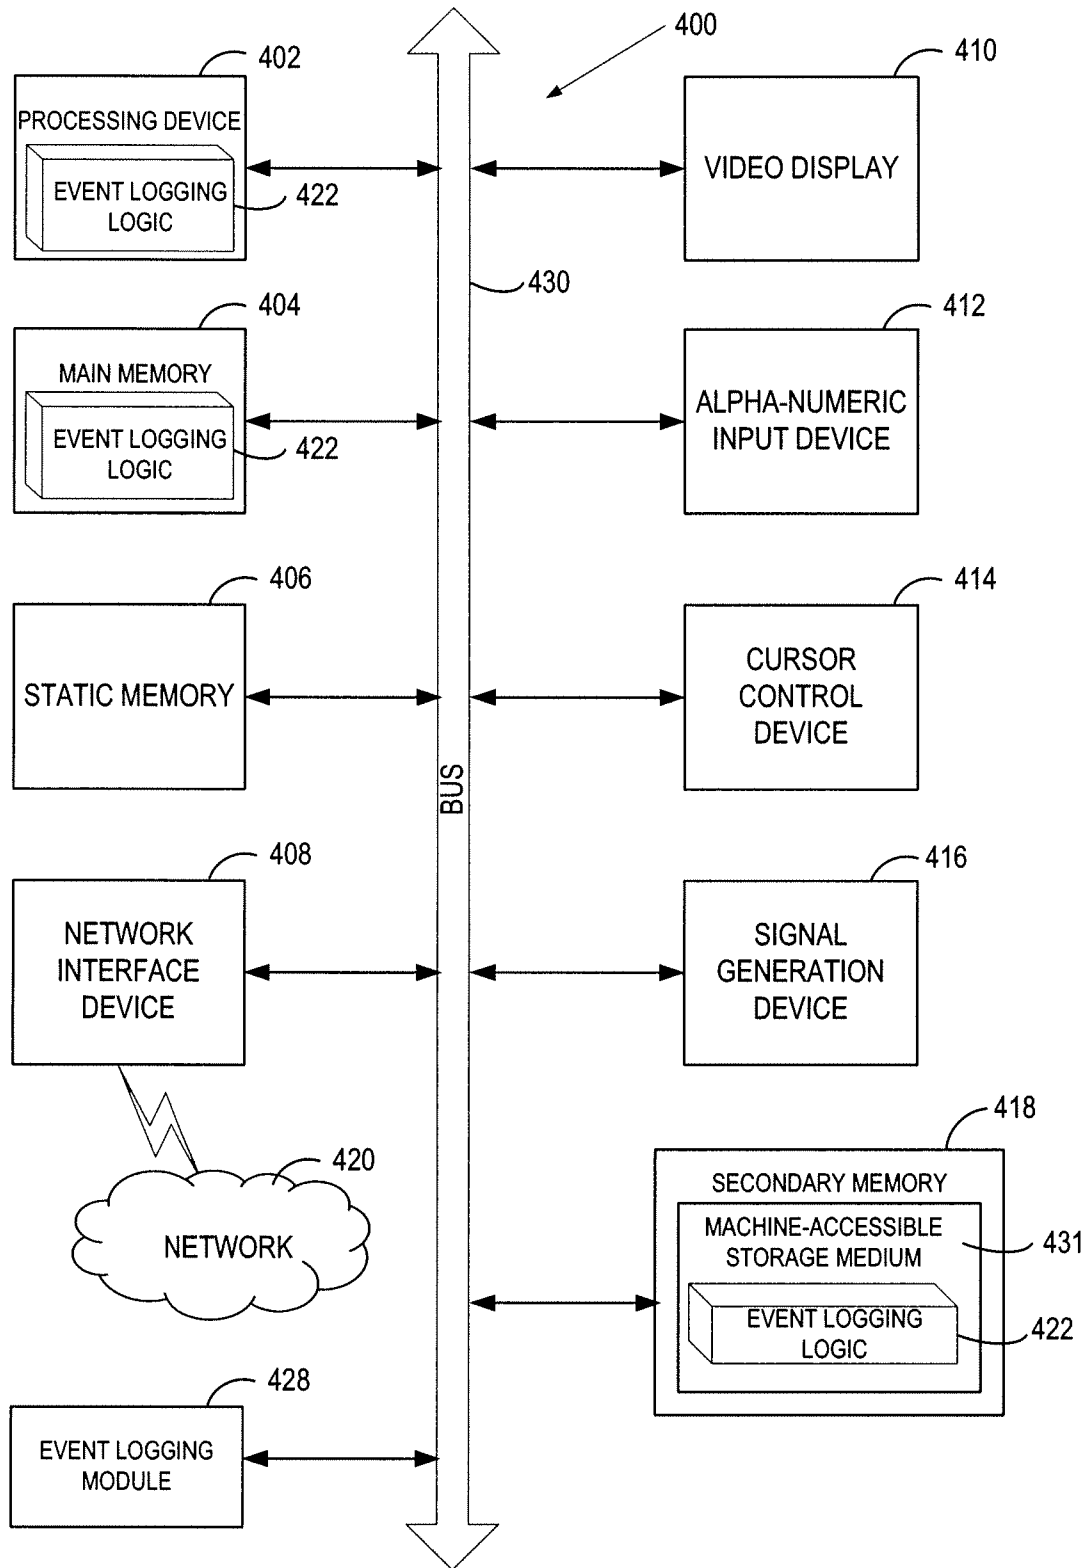 400
402
PROCESSING DEVICE
EVENT LOGGING
LOGIC
422
410
VIDEO DISPLAY
430
404
MAIN MEMORY
EVENT LOGGING
LOGIC
422
412
ALPHA-NUMERIC
INPUT DEVICE
406
STATIC MEMORY
414
CURSOR
CONTROL
DEVICE
BUS
408
NETWORK
INTERFACE
DEVICE
416
SIGNAL
GENERATION
DEVICE
420
NETWORK
418
SECONDARY MEMORY
MACHINE-ACCESSIBLE
STORAGE MEDIUM
431
EVENT LOGGING
LOGIC
422
428
EVENT LOGGING
MODULE